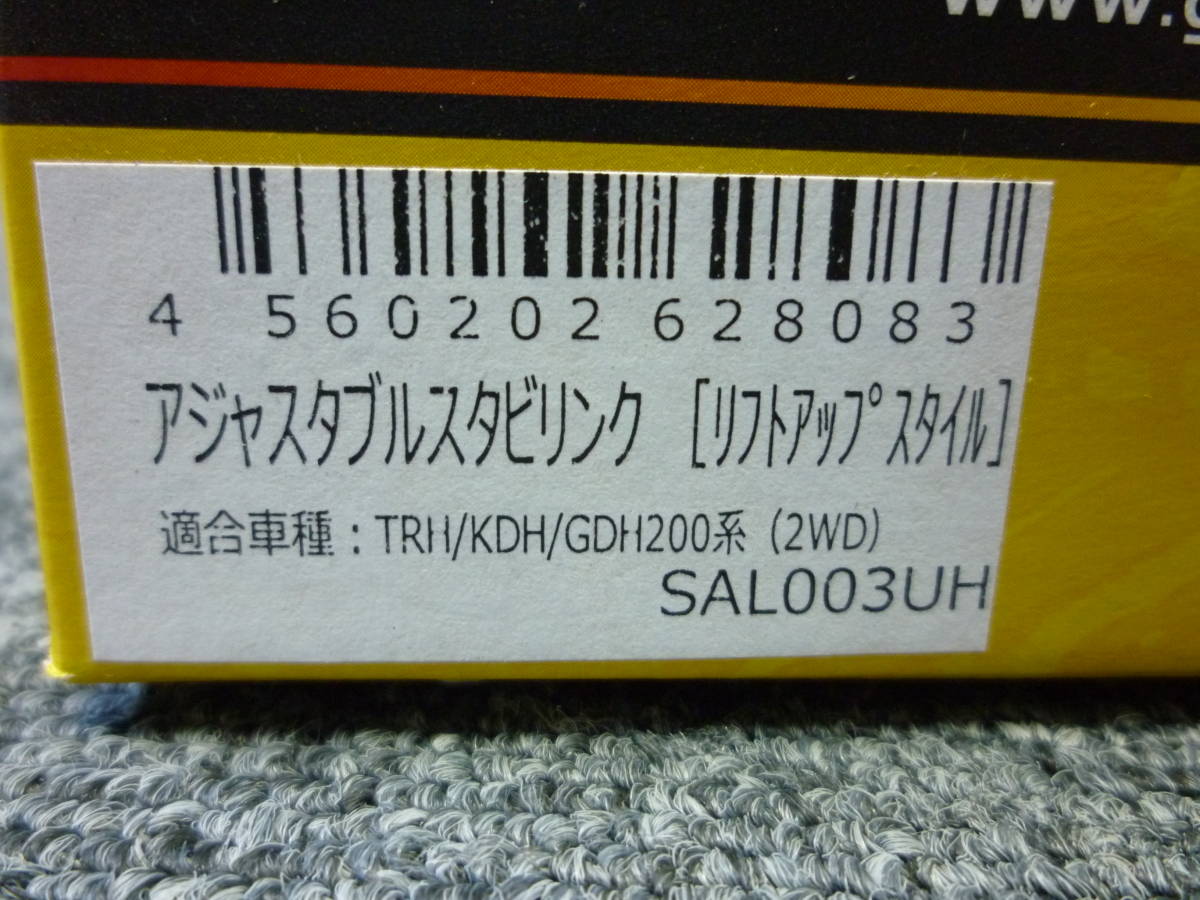 www.g
4 560202 628083
アジャスタブルスタビリンク [リフトアップスタイル]
適合車種:TRH/KDH/GDH200系 (2WD)
SAL003UH